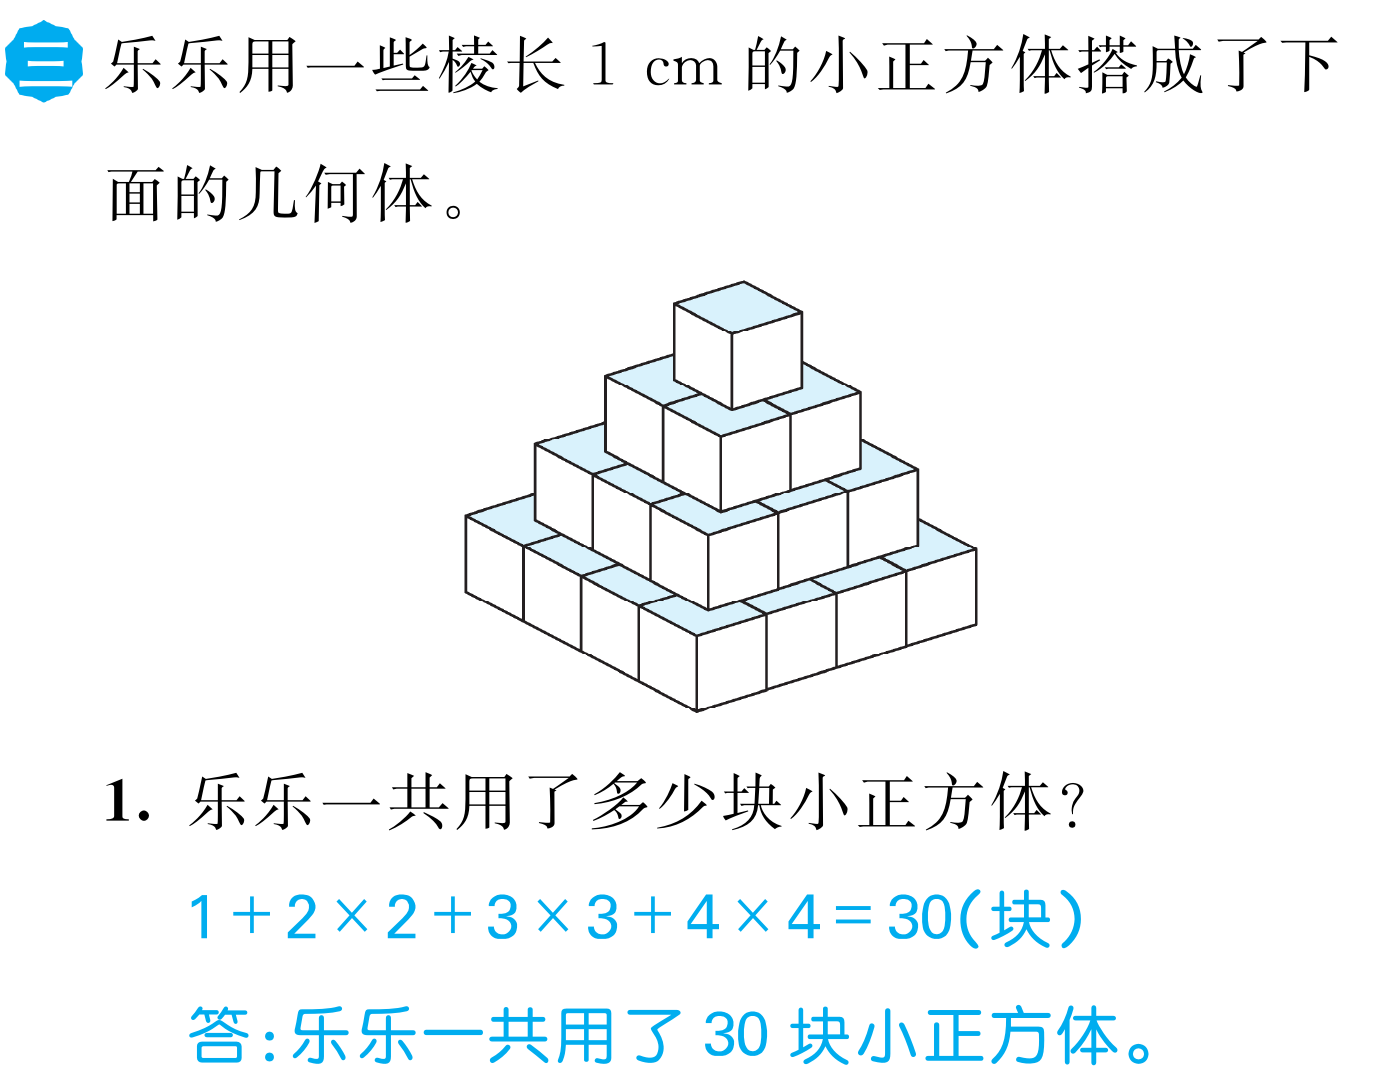 三 乐乐用一些棱长 1 cm 的小正方体搭成了下
面的几何体。
1. 乐乐一共用了多少块小正方体?
1+2×2+3×3+4×4=30(块)
答:乐乐一共用了 30 块小正方体。